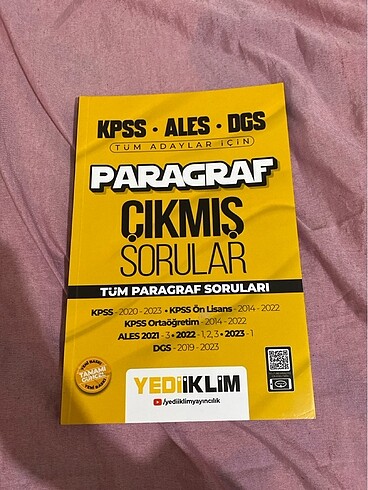 KPSS • ALES • DGS
TÜM ADAYLAR İÇİN
PARAGRAF
ÇIKMIŞ
SORULAR
TÜM PARAGRAF SORULARI
KPSS - 2020 - 2023 • KPSS Ön Lisans - 2014 - 2022
KPSS Ortaöğretim - 2014 - 2022
ALES 2021 - 3 • 2022 - 1, 2, 3 • 2023 - 1
DGS - 2019 - 2023
TAMAMI
GÜNCEL
YEDİİKLİM
/yediiklimyayıncılık